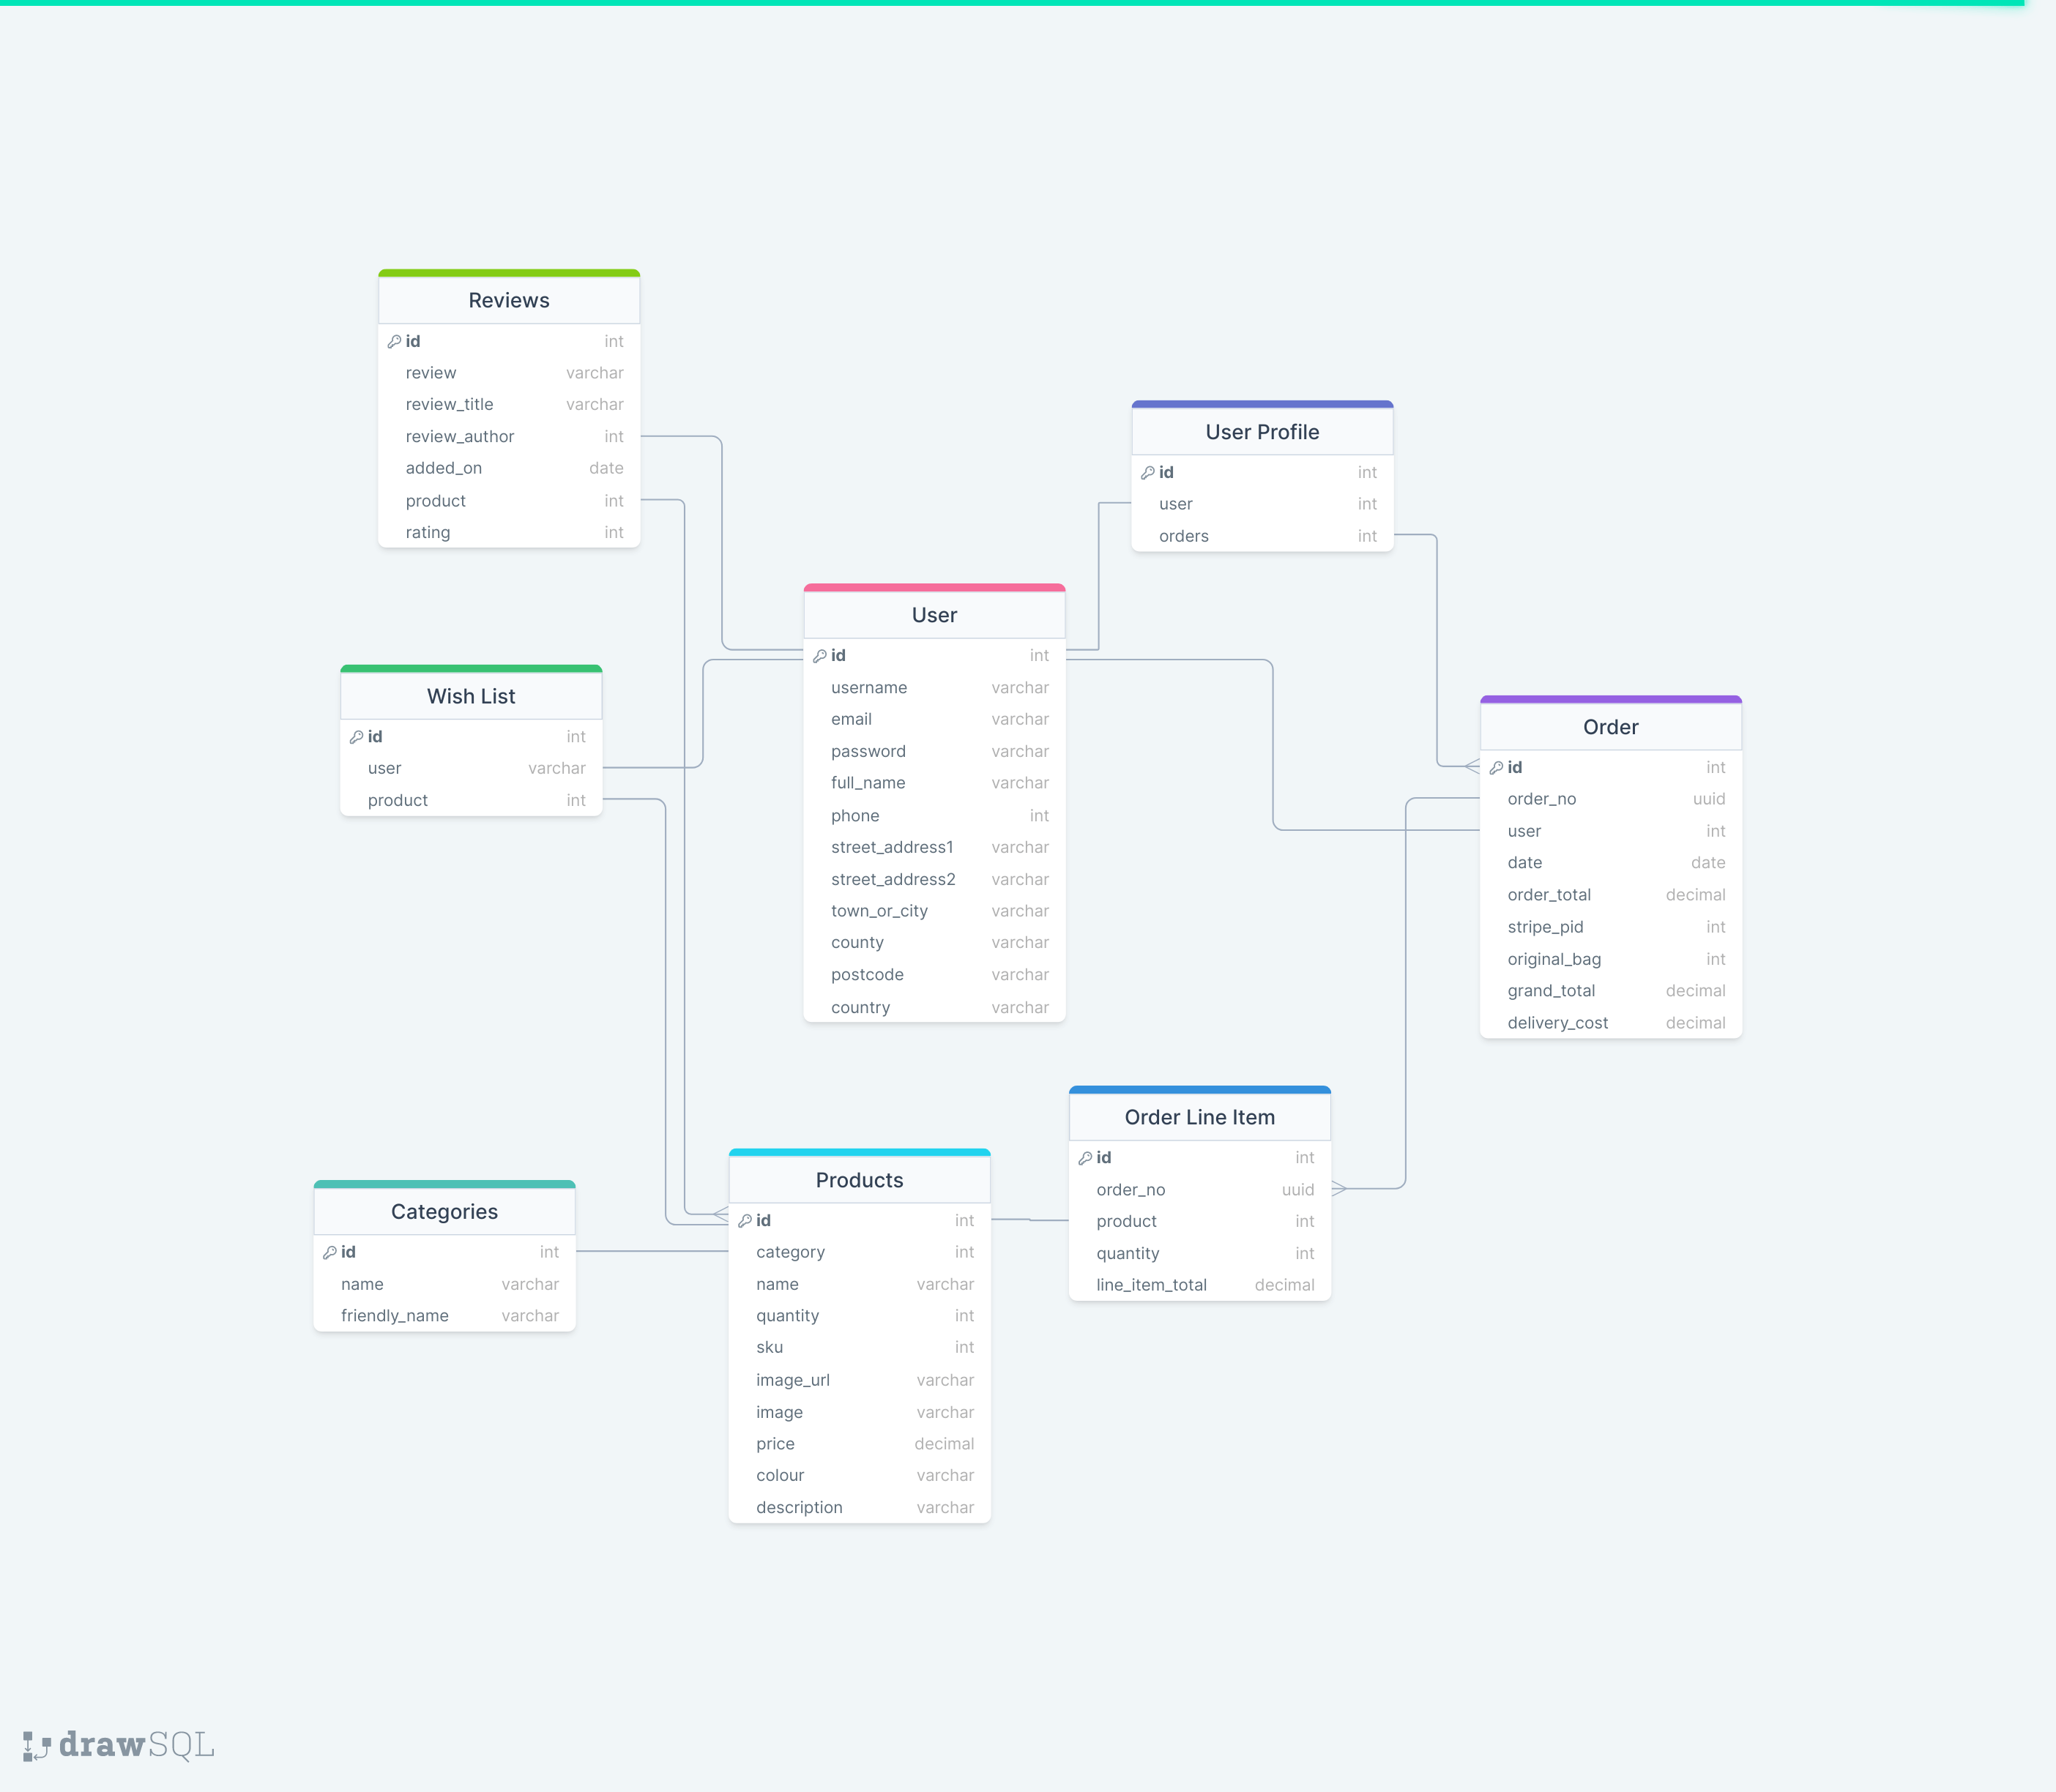 Reviews
id int
review varchar
review_title varchar
review_author int
added_on date
product int
rating int
User Profile
id int
user int
orders int
User
id int
username varchar
email varchar
password varchar
full_name varchar
phone int
street_address1 varchar
street_address2 varchar
town_or_city varchar
county varchar
postcode varchar
country varchar
Wish List
id int
user varchar
product int
Order
id int
order_no uuid
user int
date date
order_total decimal
stripe_pid int
original_bag int
grand_total decimal
delivery_cost decimal
Order Line Item
id int
order_no uuid
product int
quantity int
line_item_total decimal
Products
id int
category int
name varchar
quantity int
sku int
image_url varchar
image varchar
price decimal
colour varchar
description varchar
Categories
id int
name varchar
friendly_name varchar
drawSQL